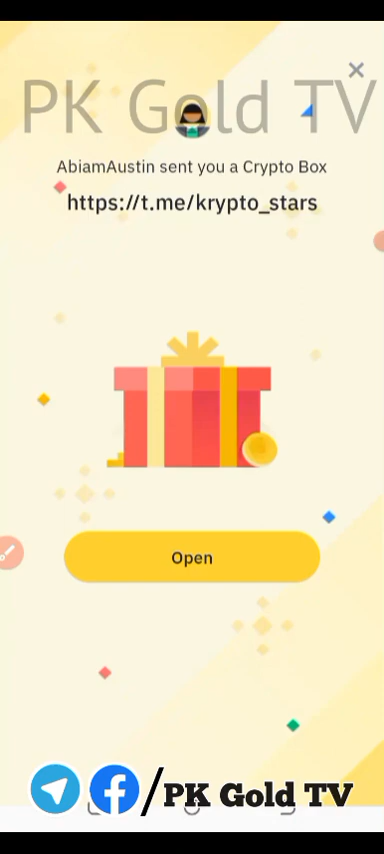 PK Gold TV
AbiamAustin sent you a Crypto Box
https://t.me/krypto_stars
Open
/PK Gold TV